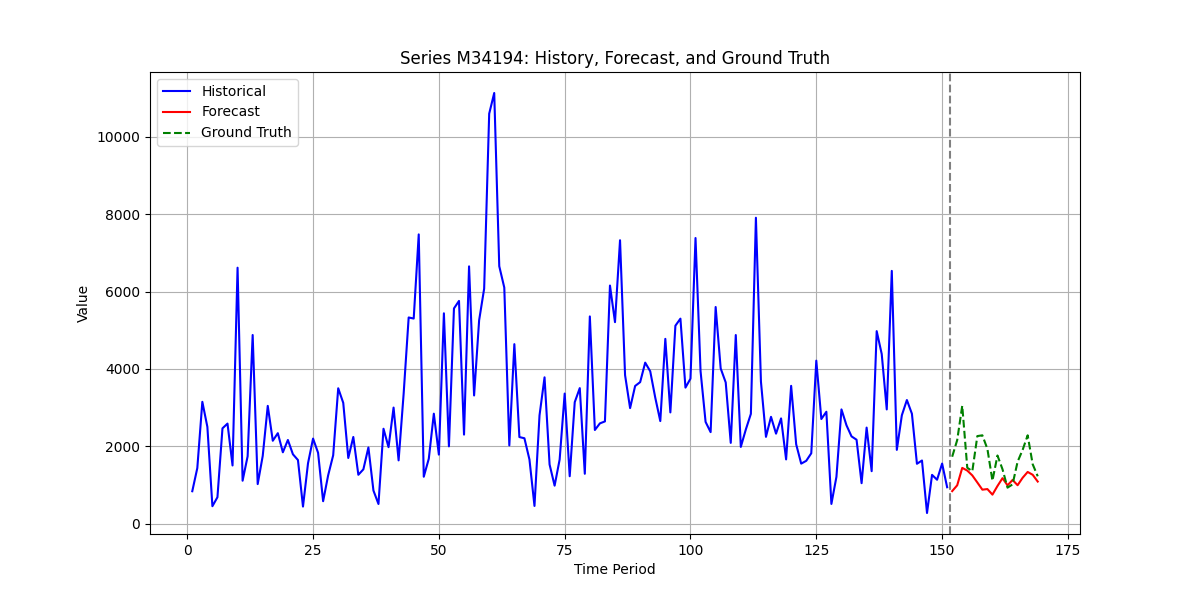 Series M34194: History, Forecast, and Ground Truth
Historical
Forecast
Ground Truth
10000
8000
6000
4000
2000
0
Value
0 25 50 75 100 125 150 175
Time Period